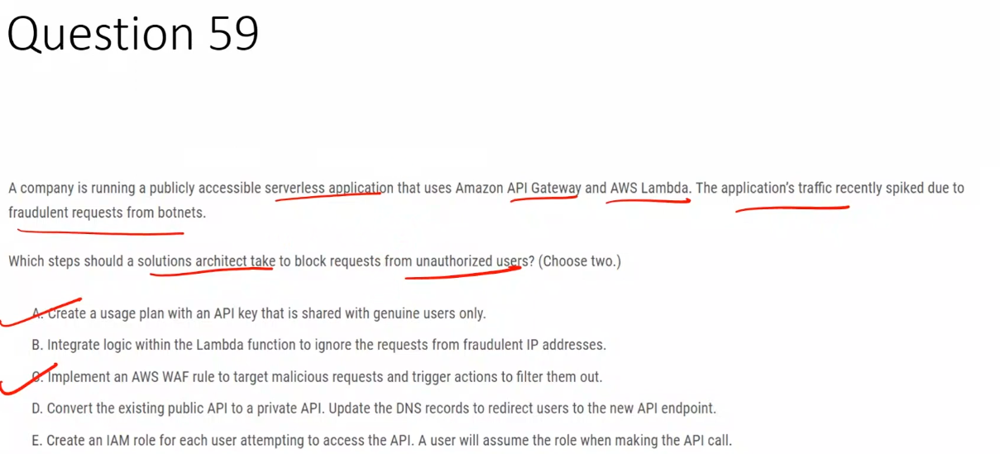 Question 59
A company is running a publicly accessible serverless application that uses Amazon API Gateway and AWS Lambda. The application's traffic recently spiked due to
fraudulent requests from botnets.
Which steps should a solutions architect take to block requests from unauthorized users? (Choose two.)
A. Create a usage plan with an API key that is shared with genuine users only.
B. Integrate logic within the Lambda function to ignore the requests from fraudulent IP addresses.
C. Implement an AWS WAF rule to target malicious requests and trigger actions to filter them out.
D. Convert the existing public API to a private API. Update the DNS records to redirect users to the new API endpoint.
E. Create an IAM role for each user attempting to access the API. A user will assume the role when making the API call.